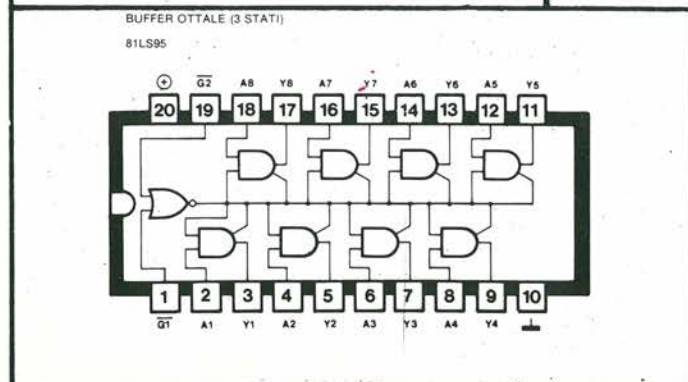 BUFFER OTTALE (3 STATI)
81LS95
G2 A8 Y8 A7 Y7 A6 Y6 A5 Y5
20 19 18 17 16 15 14 13 12 11
1 2 3 4 5 6 7 8 9 10
G1 A1 Y1 A2 Y2 A3 Y3 A4 Y4